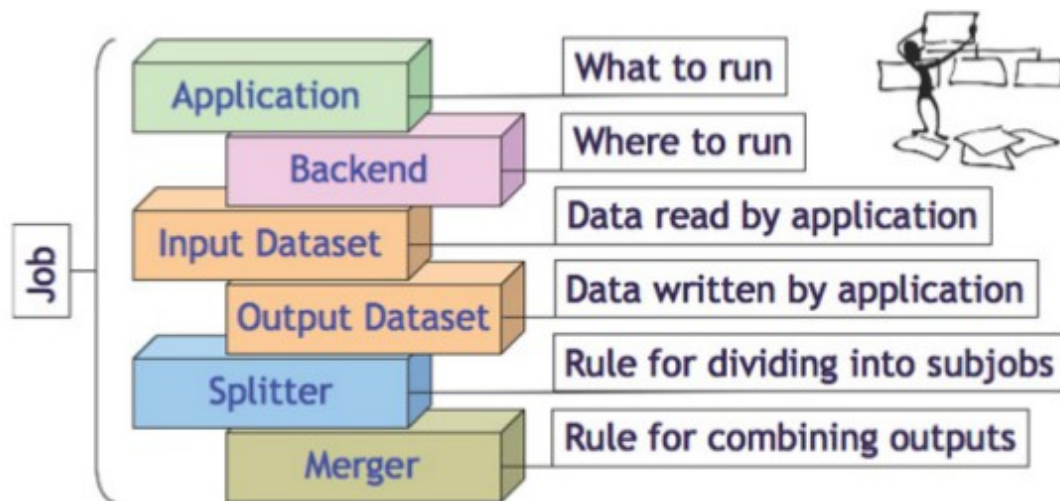 Job
Application
What to run
Backend
Where to run
Input Dataset
Data read by application
Output Dataset
Data written by application
Splitter
Rule for dividing into subjobs
Merger
Rule for combining outputs